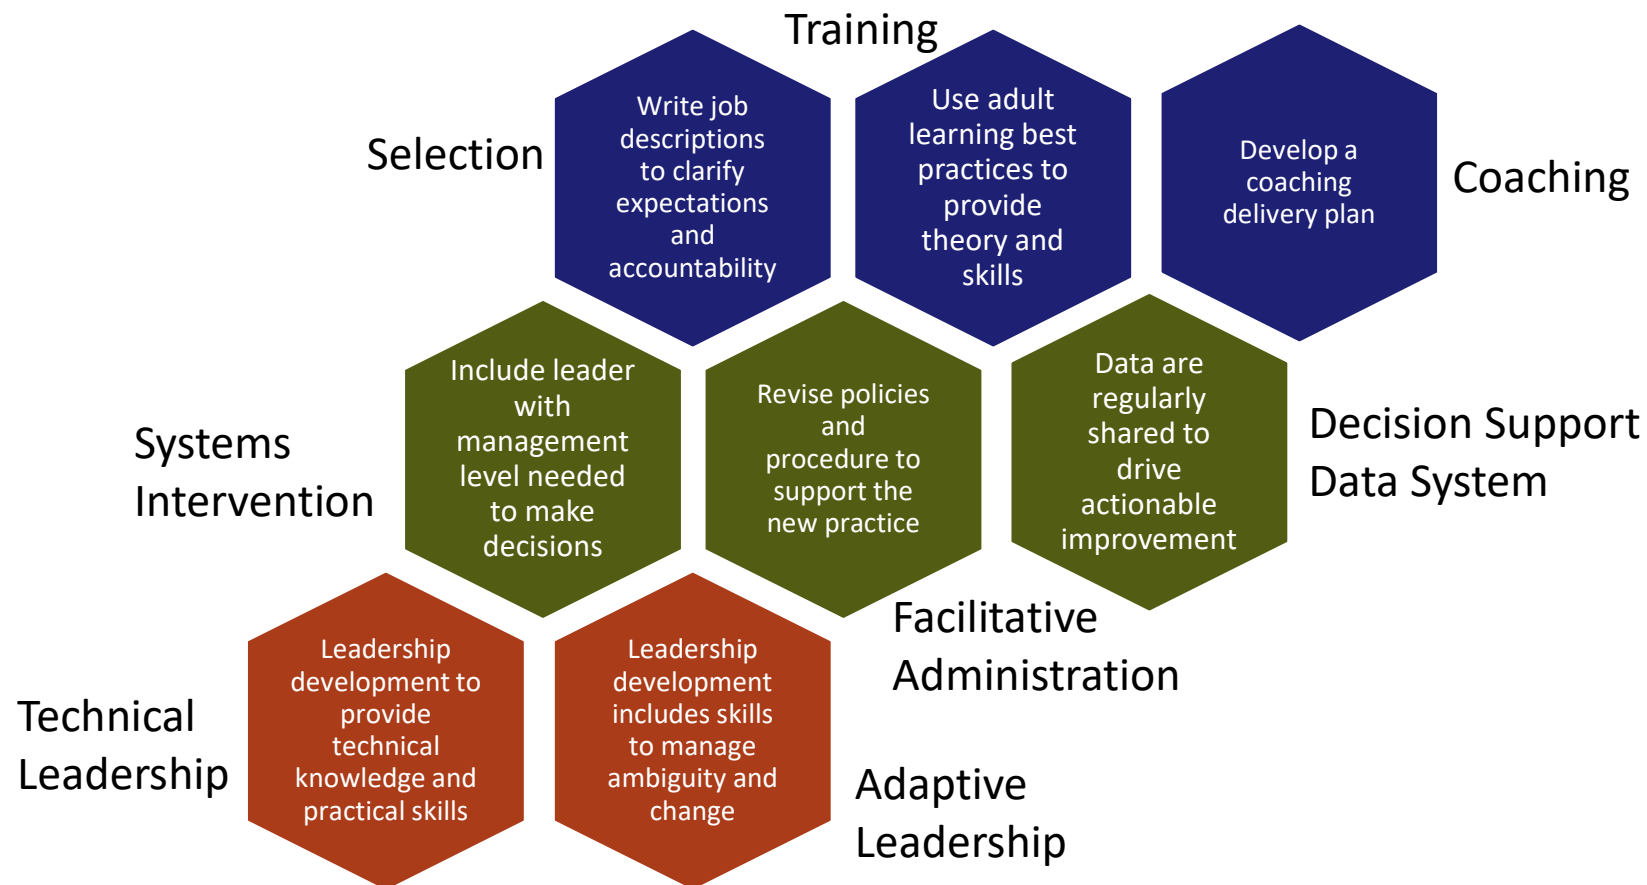 Training
Selection
Write job
descriptions
to clarify
expectations
and
accountability
Use adult
learning best
practices to
provide
theory and
skills
Develop a
coaching
delivery plan
Coaching
Systems
Intervention
Include leader
with
management
level needed
to make
decisions
Revise policies
and
procedure to
support the
new practice
Data are
regularly
shared to
drive
actionable
improvement
Decision Support
Data System
Facilitative
Administration
Technical
Leadership
Leadership
development to
provide
technical
knowledge and
practical skills
Leadership
development
includes skills
to manage
ambiguity and
change
Adaptive
Leadership